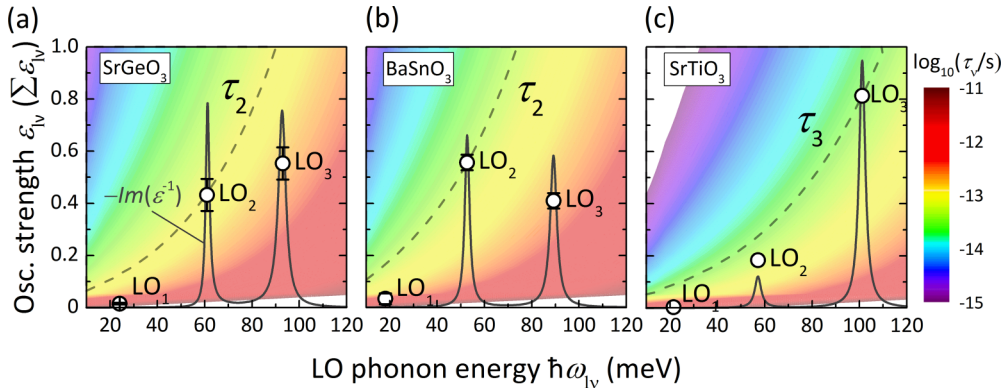 (a) (b) (c)
Osc. strength ε_lν (∑ε_lν)
1.0
0.8
0.6
0.4
0.2
0
SrGeO₃
τ₂
−Im(ε⁻¹)
LO₁
LO₂
LO₃
20 40 60 80 100 120
BaSnO₃
τ₂
LO₁
LO₂
LO₃
20 40 60 80 100 120
SrTiO₃
τ₃
LO₁
LO₂
LO₃
20 40 60 80 100 120
log₁₀(τ_ν/s)
-11
-12
-13
-14
-15
LO phonon energy ℏω_lν (meV)